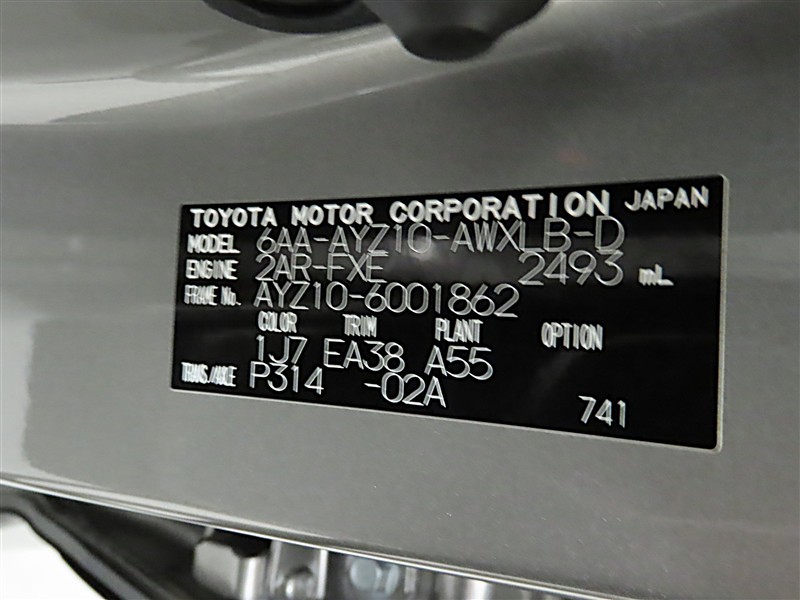 TOYOTA MOTOR CORPORATION JAPAN
MODEL 6AA-AYZ10-AWXLB-D
ENGINE 2AR-FXE 2493 mL
FRAME No. AYZ10-6001862
COLOR TRIM PLANT OPTION
1J7 EA38 A55
TRANS./AXLE P314 -02A
741